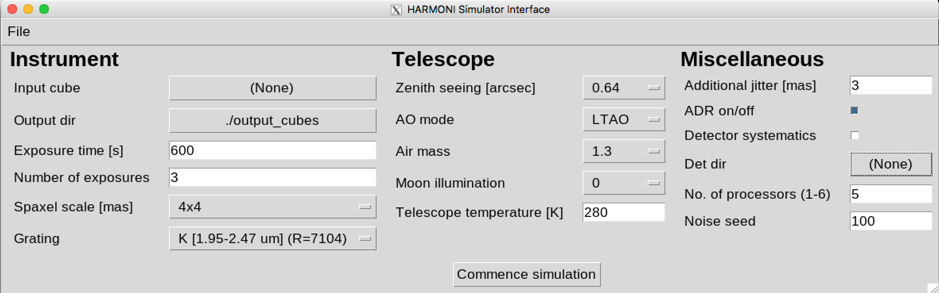 HARMONI Simulator Interface
File
Instrument
Input cube (None)
Output dir ./output_cubes
Exposure time [s] 600
Number of exposures 3
Spaxel scale [mas] 4x4
Grating K [1.95-2.47 um] (R=7104)
Telescope
Zenith seeing [arcsec] 0.64
AO mode LTAO
Air mass 1.3
Moon illumination 0
Telescope temperature [K] 280
Miscellaneous
Additional jitter [mas] 3
ADR on/off
Detector systematics
Det dir (None)
No. of processors (1-6) 5
Noise seed 100
Commence simulation